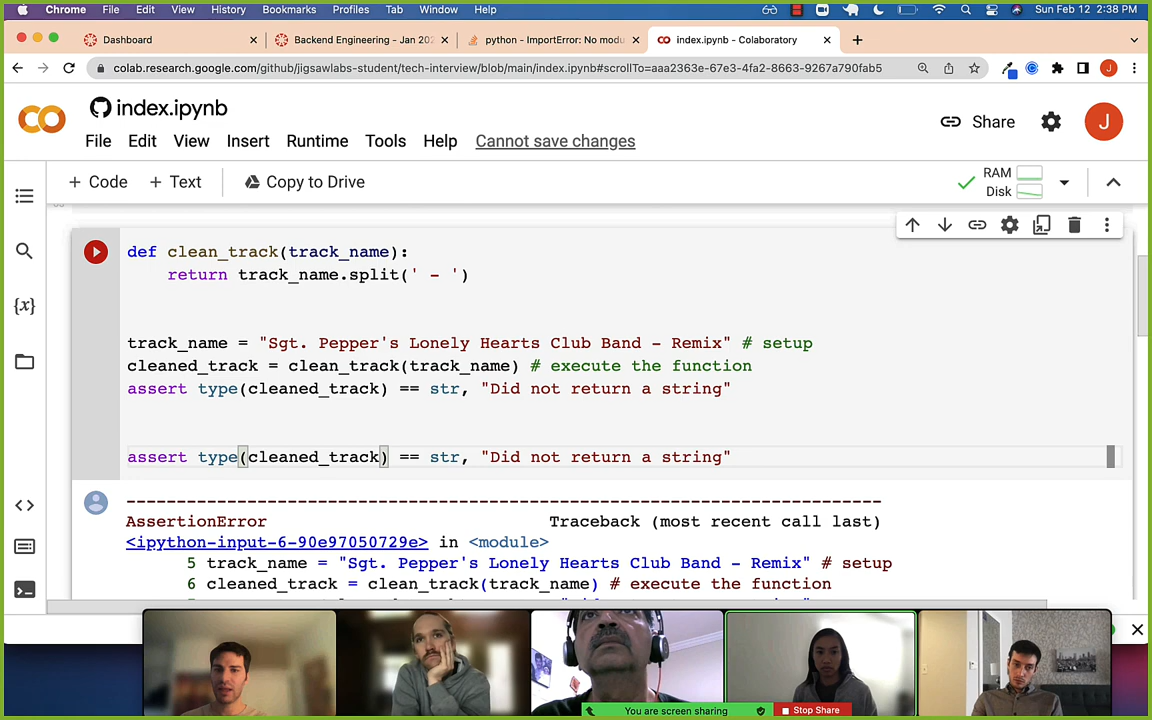 Chrome File Edit View History Bookmarks Profiles Tab Window Help Sun Feb 12 2:38 PM
Dashboard Backend Engineering - Jan 202 python - ImportError: No modu index.ipynb - Colaboratory
colab.research.google.com/github/jigsawlabs-student/tech-interview/blob/main/index.ipynb#scrollTo=aaa2363e-67e3-4fa2-8663-9267a790fab5 J
index.ipynb
Share J
File Edit View Insert Runtime Tools Help Cannot save changes
+ Code + Text Copy to Drive RAM
Disk
def clean_track(track_name):
return track_name.split(' - ')
{x}
track_name = "Sgt. Pepper's Lonely Hearts Club Band - Remix" # setup
cleaned_track = clean_track(track_name) # execute the function
assert type(cleaned_track) == str, "Did not return a string"
assert type(cleaned_track) == str, "Did not return a string"
---------------------------------------------------------------------------
AssertionError Traceback (most recent call last)
<ipython-input-6-90e97050729e> in <module>
5 track_name = "Sgt. Pepper's Lonely Hearts Club Band - Remix" # setup
6 cleaned_track = clean_track(track_name) # execute the function
You are screen sharing Stop Share